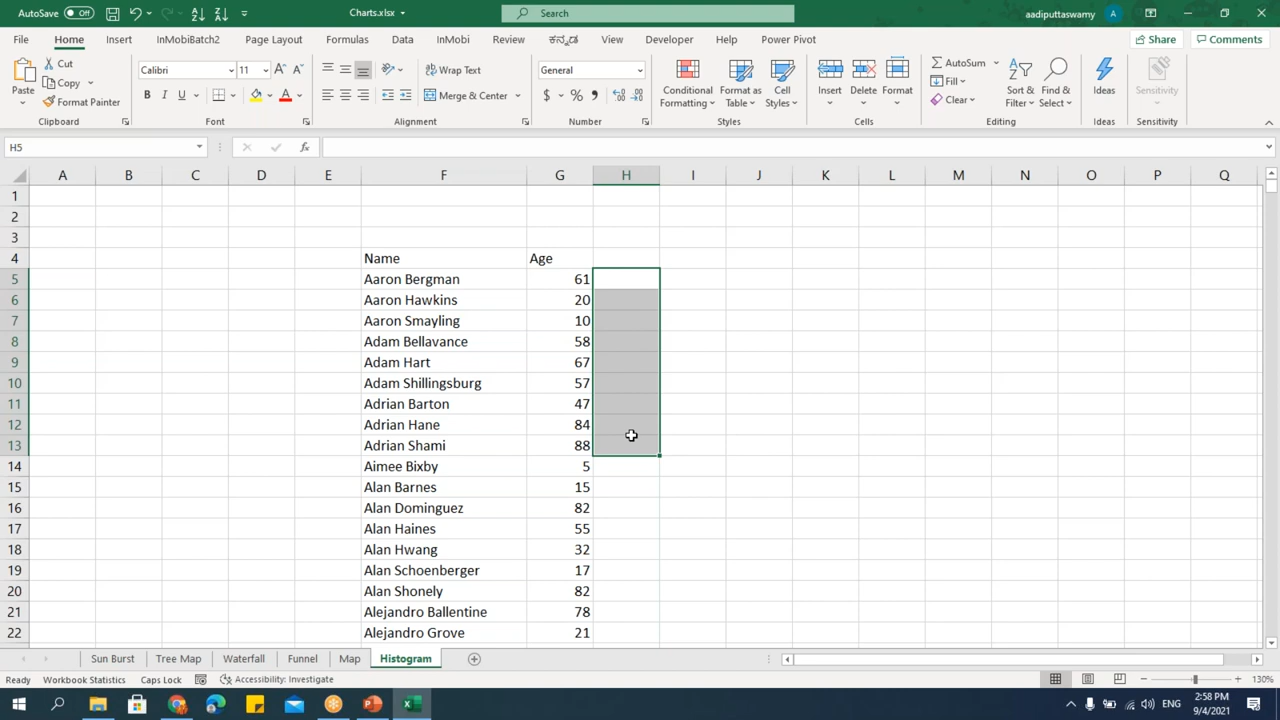 AutoSave Off Charts.xlsx Search aadiputtaswamy A
File Home Insert InMobiBatch2 Page Layout Formulas Data InMobi Review ಕನ್ನಡ View Developer Help Power Pivot Share Comments
Paste Cut Copy Format Painter Clipboard
Calibri 11 A A B I U A Font
Wrap Text Merge & Center Alignment
General $ % , Number
Conditional Formatting Format as Table Cell Styles Styles
Insert Delete Format Cells
AutoSum Fill Clear Sort & Filter Find & Select Editing
Ideas Ideas
Sensitivity Sensitivity
H5 fx
A B C D E F G H I J K L M N O P Q
1
2
3
4 Name Age
5 Aaron Bergman 61
6 Aaron Hawkins 20
7 Aaron Smayling 10
8 Adam Bellavance 58
9 Adam Hart 67
10 Adam Shillingsburg 57
11 Adrian Barton 47
12 Adrian Hane 84
13 Adrian Shami 88
14 Aimee Bixby 5
15 Alan Barnes 15
16 Alan Dominguez 82
17 Alan Haines 55
18 Alan Hwang 32
19 Alan Schoenberger 17
20 Alan Shonely 82
21 Alejandro Ballentine 78
22 Alejandro Grove 21
Sun Burst Tree Map Waterfall Funnel Map Histogram
Ready Workbook Statistics Caps Lock Accessibility: Investigate 130%
ENG 2:58 PM
9/4/2021